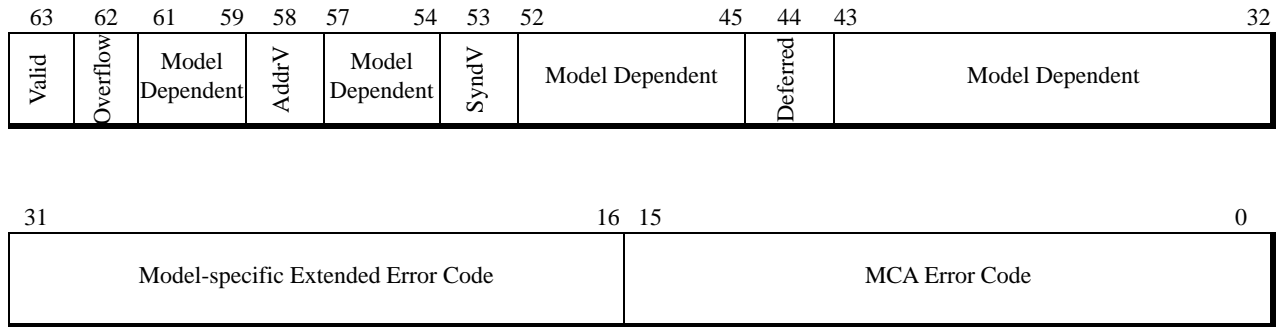 63 62 61 59 58 57 54 53 52 45 44 43 32
Valid Overflow Model Dependent AddrV Model Dependent SyndV Model Dependent Deferred Model Dependent
31 16 15 0
Model-specific Extended Error Code MCA Error Code